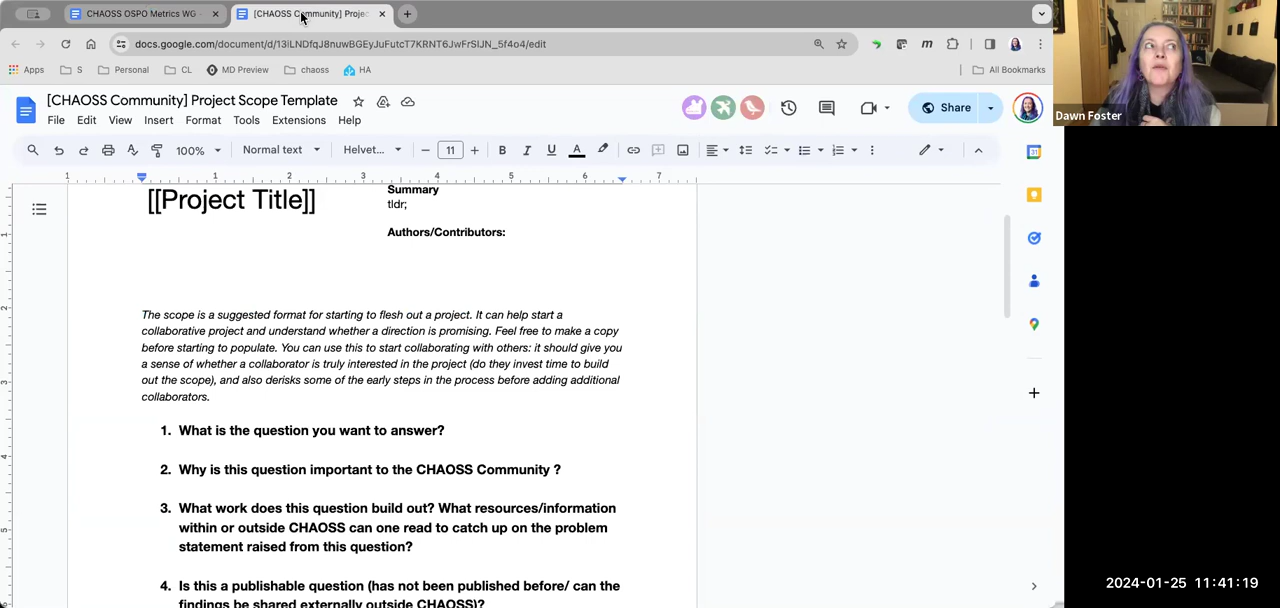 CHAOSS OSPO Metrics WG -
[CHAOSS Community] Projec
docs.google.com/document/d/13iLNDfqJ8nuwBGEyJuFutcT7KRNT6JwFrSIJN_5f4o4/edit
Apps S Personal CL MD Preview chaoss HA All Bookmarks
[CHAOSS Community] Project Scope Template
File Edit View Insert Format Tools Extensions Help
Share
100% Normal text Helvet... 11 B I U A
1 1 2 3 4 5 6 7
[[Project Title]]
Summary
tldr;
Authors/Contributors:
The scope is a suggested format for starting to flesh out a project. It can help start a
collaborative project and understand whether a direction is promising. Feel free to make a copy
before starting to populate. You can use this to start collaborating with others: it should give you
a sense of whether a collaborator is truly interested in the project (do they invest time to build
out the scope), and also derisks some of the early steps in the process before adding additional
collaborators.
1. What is the question you want to answer?
2. Why is this question important to the CHAOSS Community ?
3. What work does this question build out? What resources/information
within or outside CHAOSS can one read to catch up on the problem
statement raised from this question?
4. Is this a publishable question (has not been published before/ can the
findings be shared externally outside CHAOSS)?
Dawn Foster
2024-01-25 11:41:19